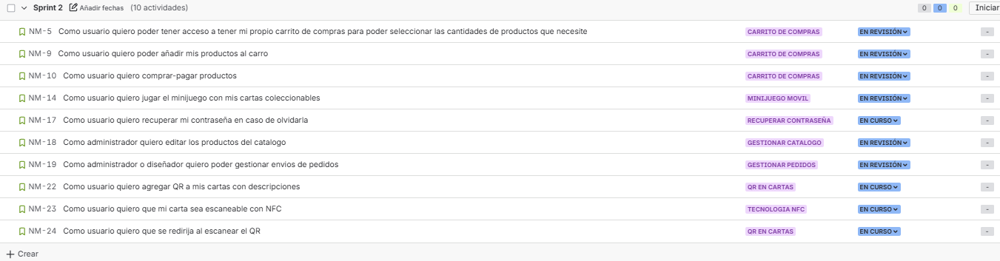 Sprint 2 Añadir fechas (10 actividades) 0 0 0 Iniciar
NM-5 Como usuario quiero poder tener acceso a tener mi propio carrito de compras para poder seleccionar las cantidades de productos que necesite CARRITO DE COMPRAS EN REVISIÓN -
NM-9 Como usuario quiero poder añadir mis productos al carro CARRITO DE COMPRAS EN REVISIÓN -
NM-10 Como usuario quiero comprar-pagar productos CARRITO DE COMPRAS EN REVISIÓN -
NM-14 Como usuario quiero jugar el minijuego con mis cartas coleccionables MINIJUEGO MOVIL EN REVISIÓN -
NM-17 Como usuario quiero recuperar mi contraseña en caso de olvidarla RECUPERAR CONTRASEÑA EN CURSO -
NM-18 Como administrador quiero editar los productos del catalogo GESTIONAR CATALOGO EN REVISIÓN -
NM-19 Como administrador o diseñador quiero poder gestionar envios de pedidos GESTIONAR PEDIDOS EN REVISIÓN -
NM-22 Como usuario quiero agregar QR a mis cartas con descripciones QR EN CARTAS EN CURSO -
NM-23 Como usuario quiero que mi carta sea escaneable con NFC TECNOLOGIA NFC EN CURSO -
NM-24 Como usuario quiero que se redirija al escanear el QR QR EN CARTAS EN CURSO -
Crear